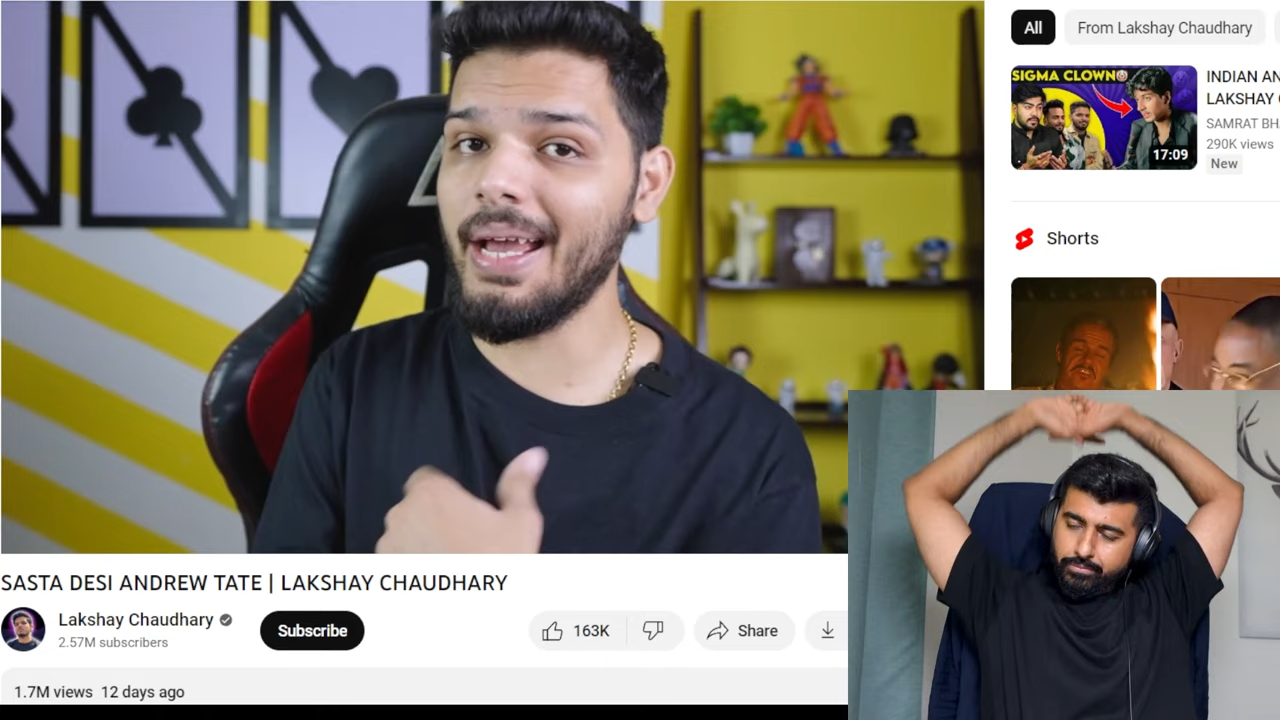 All
From Lakshay Chaudhary
SIGMA CLOWN
17:09
INDIAN AN
LAKSHAY
SAMRAT BH
290K views
New
Shorts
SASTA DESI ANDREW TATE | LAKSHAY CHAUDHARY
Lakshay Chaudhary
2.57M subscribers
Subscribe
163K
Share
1.7M views 12 days ago